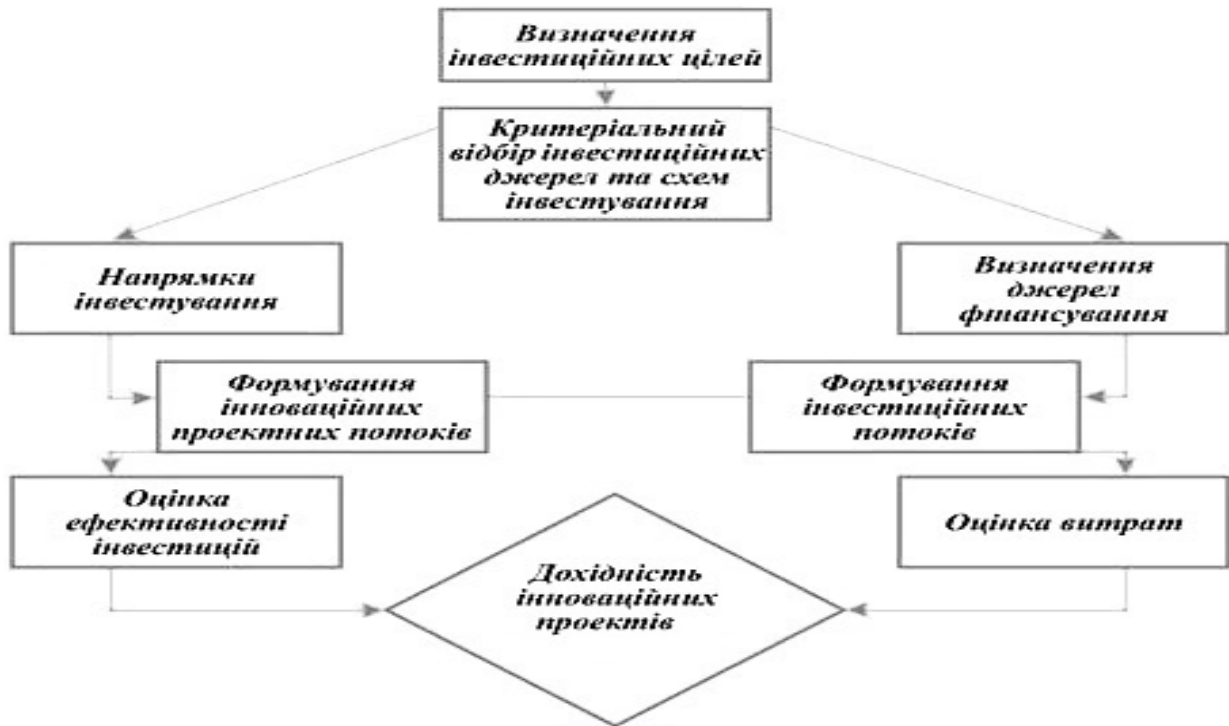 Визначення
інвестиційних цілей
Критеріальний
відбір інвестиційних
джерел та схем
інвестування
Напрямки
інвестування
Визначення
джерел
фінансування
Формування
інноваційних
проектних потоків
Формування
інвестиційних
потоків
Оцінка
ефективності
інвестицій
Оцінка витрат
Дохідність
інноваційних
проектів